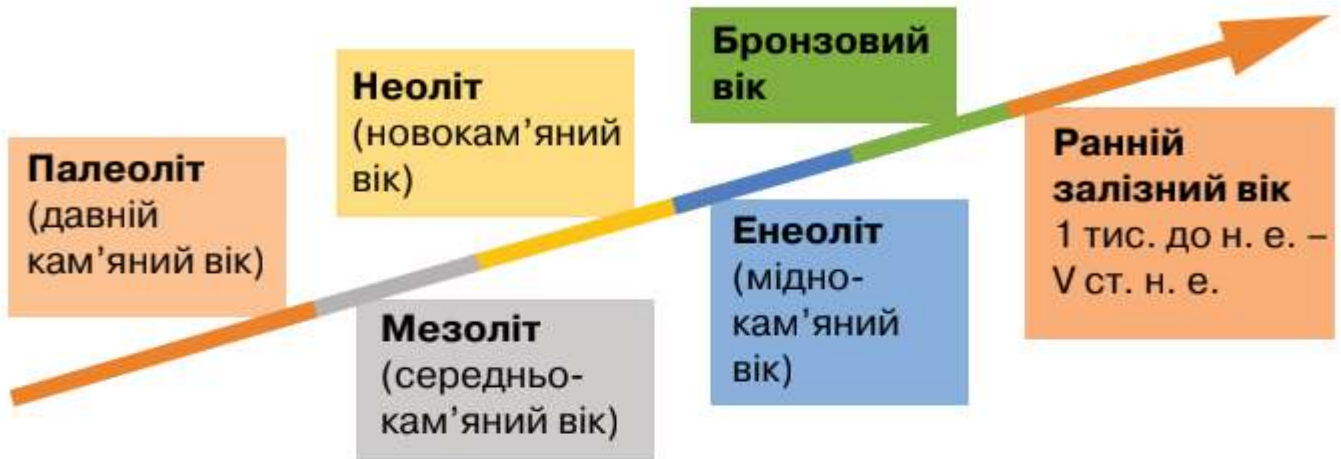 Палеоліт
(давній
кам’яний вік)
Мезоліт
(середньо-
кам’яний вік)
Неоліт
(новокам’яний
вік)
Енеоліт
(мідно-
кам’яний
вік)
Бронзовий
вік
Ранній
залізний вік
1 тис. до н. е. –
V ст. н. е.